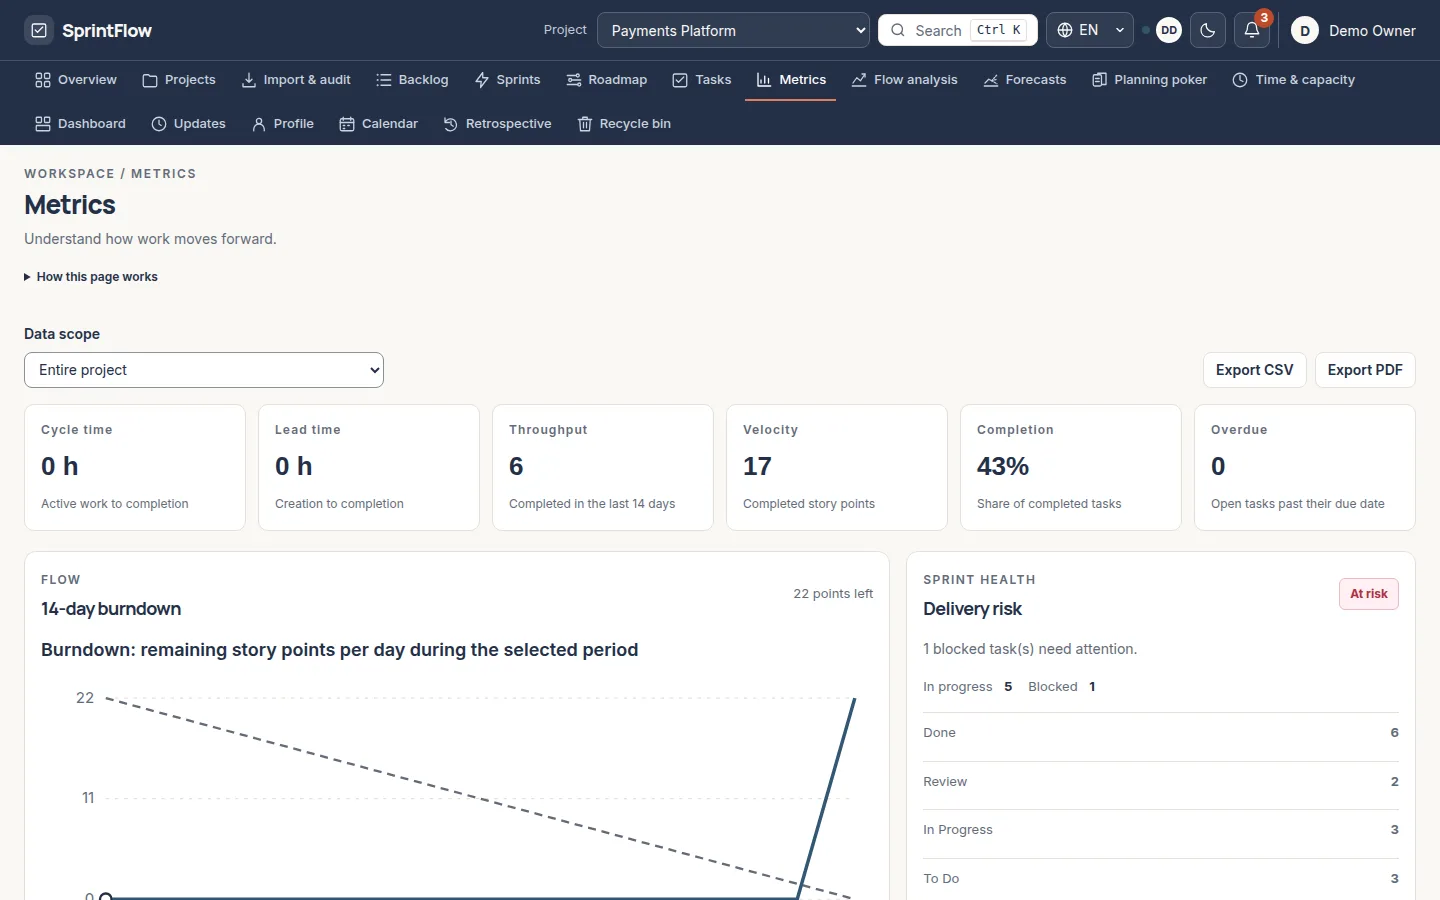 SprintFlow
Project
Payments Platform
Search Ctrl K
EN
DD
3
D
Demo Owner
Overview
Projects
Import & audit
Backlog
Sprints
Roadmap
Tasks
Metrics
Flow analysis
Forecasts
Planning poker
Time & capacity
Dashboard
Updates
Profile
Calendar
Retrospective
Recycle bin
WORKSPACE / METRICS
Metrics
Understand how work moves forward.
How this page works
Data scope
Entire project
Export CSV
Export PDF
Cycle time
0 h
Active work to completion
Lead time
0 h
Creation to completion
Throughput
6
Completed in the last 14 days
Velocity
17
Completed story points
Completion
43%
Share of completed tasks
Overdue
0
Open tasks past their due date
FLOW
14-day burndown
22 points left
Burndown: remaining story points per day during the selected period
22
11
0
SPRINT HEALTH
Delivery risk
At risk
1 blocked task(s) need attention.
In progress 5 Blocked 1
Done 6
Review 2
In Progress 3
To Do 3